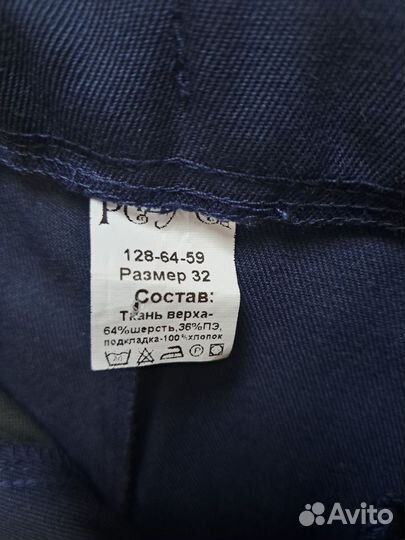 128-64-59
Размер 32
Состав:
Ткань верха-
64%шерсть,36%ПЭ,
подкладка-100%хлопок
Avito